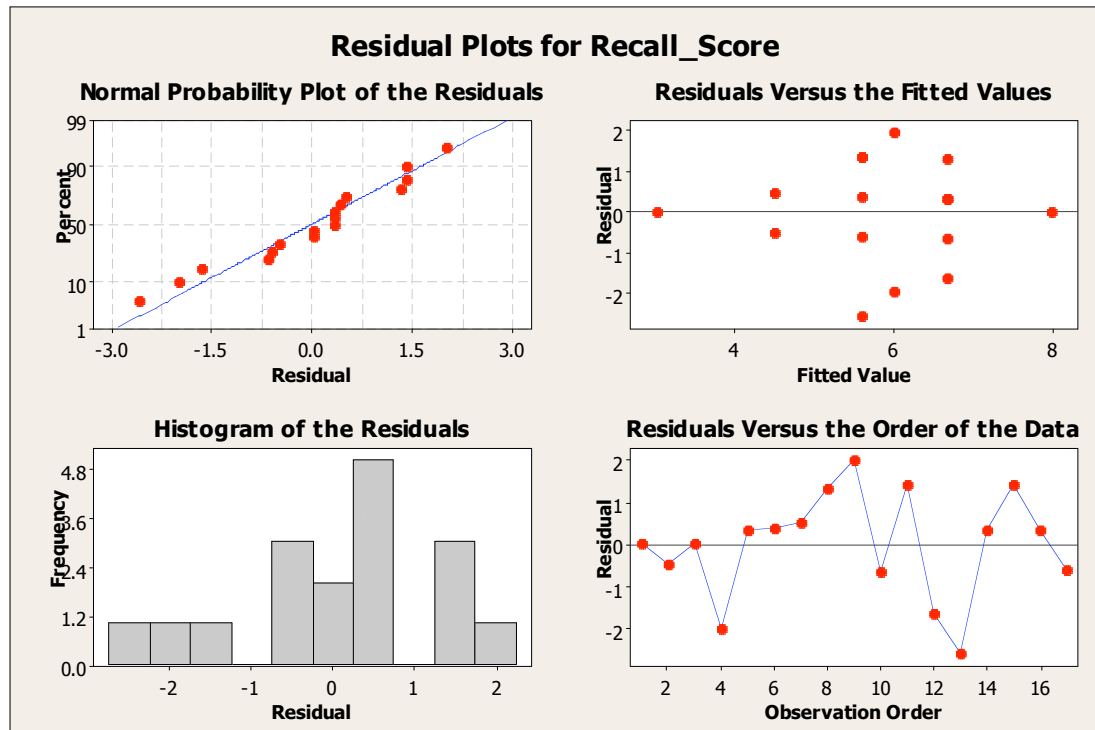 Residual Plots for Recall_Score
Normal Probability Plot of the Residuals
99
90
50
10
1
Percent
-3.0 -1.5 0.0 1.5 3.0
Residual
Residuals Versus the Fitted Values
2
1
0
-1
-2
Residual
4 6 8
Fitted Value
Histogram of the Residuals
4.8
3.6
2.4
1.2
0.0
Frequency
-2 -1 0 1 2
Residual
Residuals Versus the Order of the Data
2
1
0
-1
-2
Residual
2 4 6 8 10 12 14 16
Observation Order